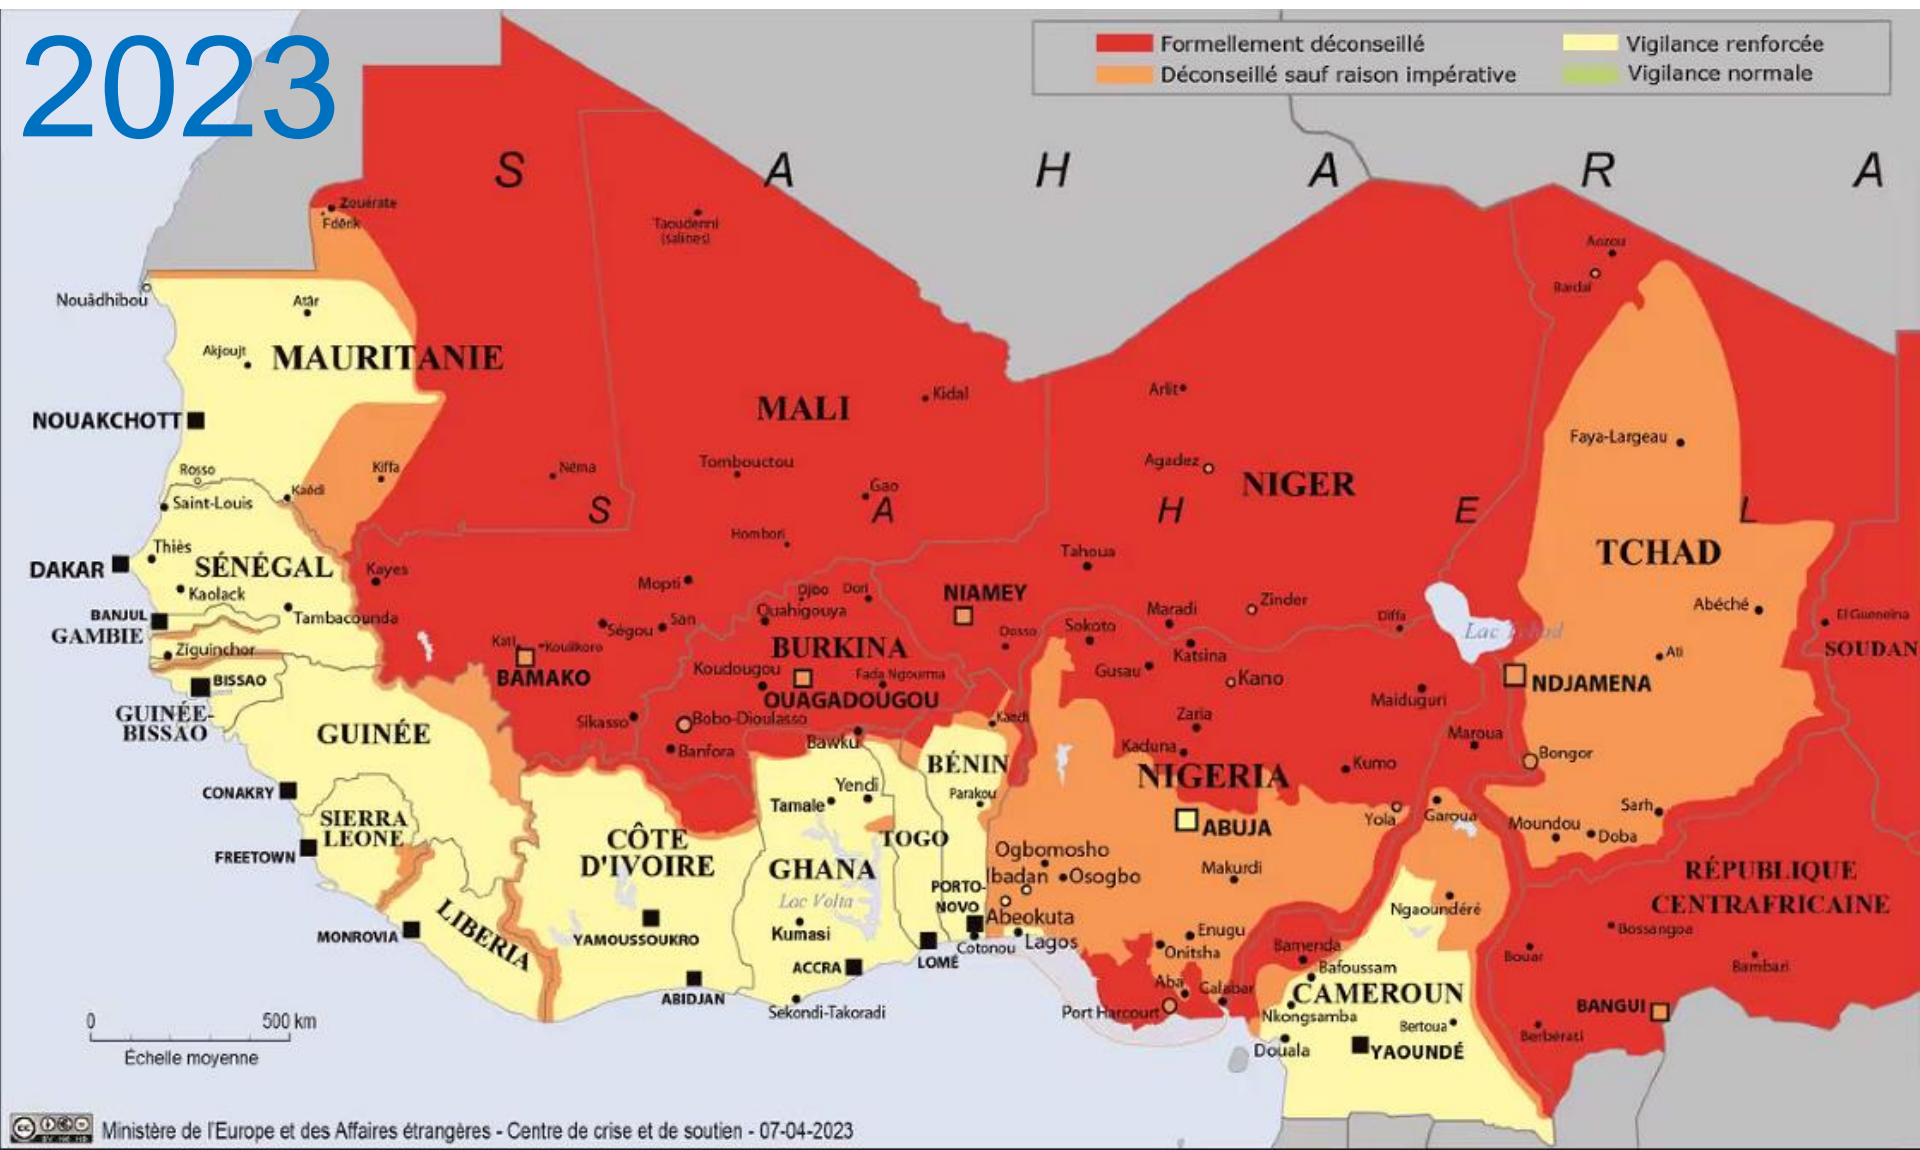 2023
Formellement déconseillé
Vigilance renforcée
Déconseillé sauf raison impérative
Vigilance normale
S A H A R A
Zouérate
Fdérik
Taoudenni
(salines)
Aozou
Bardaï
Nouâdhibou
Atâr
Akjoujt
MAURITANIE
MALI
Kidal
Arlit
NOUAKCHOTT
Faya-Largeau
Rosso
Kiffa
Néma
Tombouctou
Agadez
NIGER
Kaédi
Gao
Saint-Louis
S A H E L
Hombori
Thiès
DAKAR
SÉNÉGAL
Kayes
Mopti
Tahoua
TCHAD
Kaolack
Djibo
Dori
NIAMEY
Zinder
Abéché
BANJUL
Tambacounda
Ouahigouya
Maradi
Diffa
El Gueneina
GAMBIE
Ségou
San
Dosso
Sokoto
Lac Tchad
Ziguinchor
Kati
Koulikoro
BURKINA
Katsina
Ati
SOUDAN
BISSAO
BAMAKO
Koudougou
Fada Ngourma
Gusau
Kano
NDJAMENA
GUINÉE-
BISSAO
OUAGADOUGOU
Maiduguri
GUINÉE
Sikasso
Bobo-Dioulasso
Kandi
Zaria
Maroua
Banfora
Bawku
Kaduna
Bongor
BÉNIN
NIGERIA
Kumo
CONAKRY
Yendi
Parakou
Tamale
Yola
Garoua
Sarh
SIERRA
LEONE
CÔTE
D'IVOIRE
TOGO
ABUJA
Moundou
Doba
FREETOWN
GHANA
Ogbomosho
Makurdi
RÉPUBLIQUE
CENTRAFRICAINE
Ibadan
Osogbo
PORTO-
NOVO
Lac Volta
Abeokuta
Ngaoundéré
LIBERIA
MONROVIA
YAMOUSSOUKRO
Kumasi
Cotonou
Lagos
Enugu
Onitsha
Bamenda
Bossangoa
Bouar
ACCRA
LOMÉ
Bafoussam
Bambari
ABIDJAN
Aba
Calabar
CAMEROUN
Sekondi-Takoradi
Port Harcourt
Nkongsamba
Bertoua
BANGUI
Berbérati
Douala
YAOUNDÉ
0 500 km
Échelle moyenne
Ministère de l'Europe et des Affaires étrangères - Centre de crise et de soutien - 07-04-2023